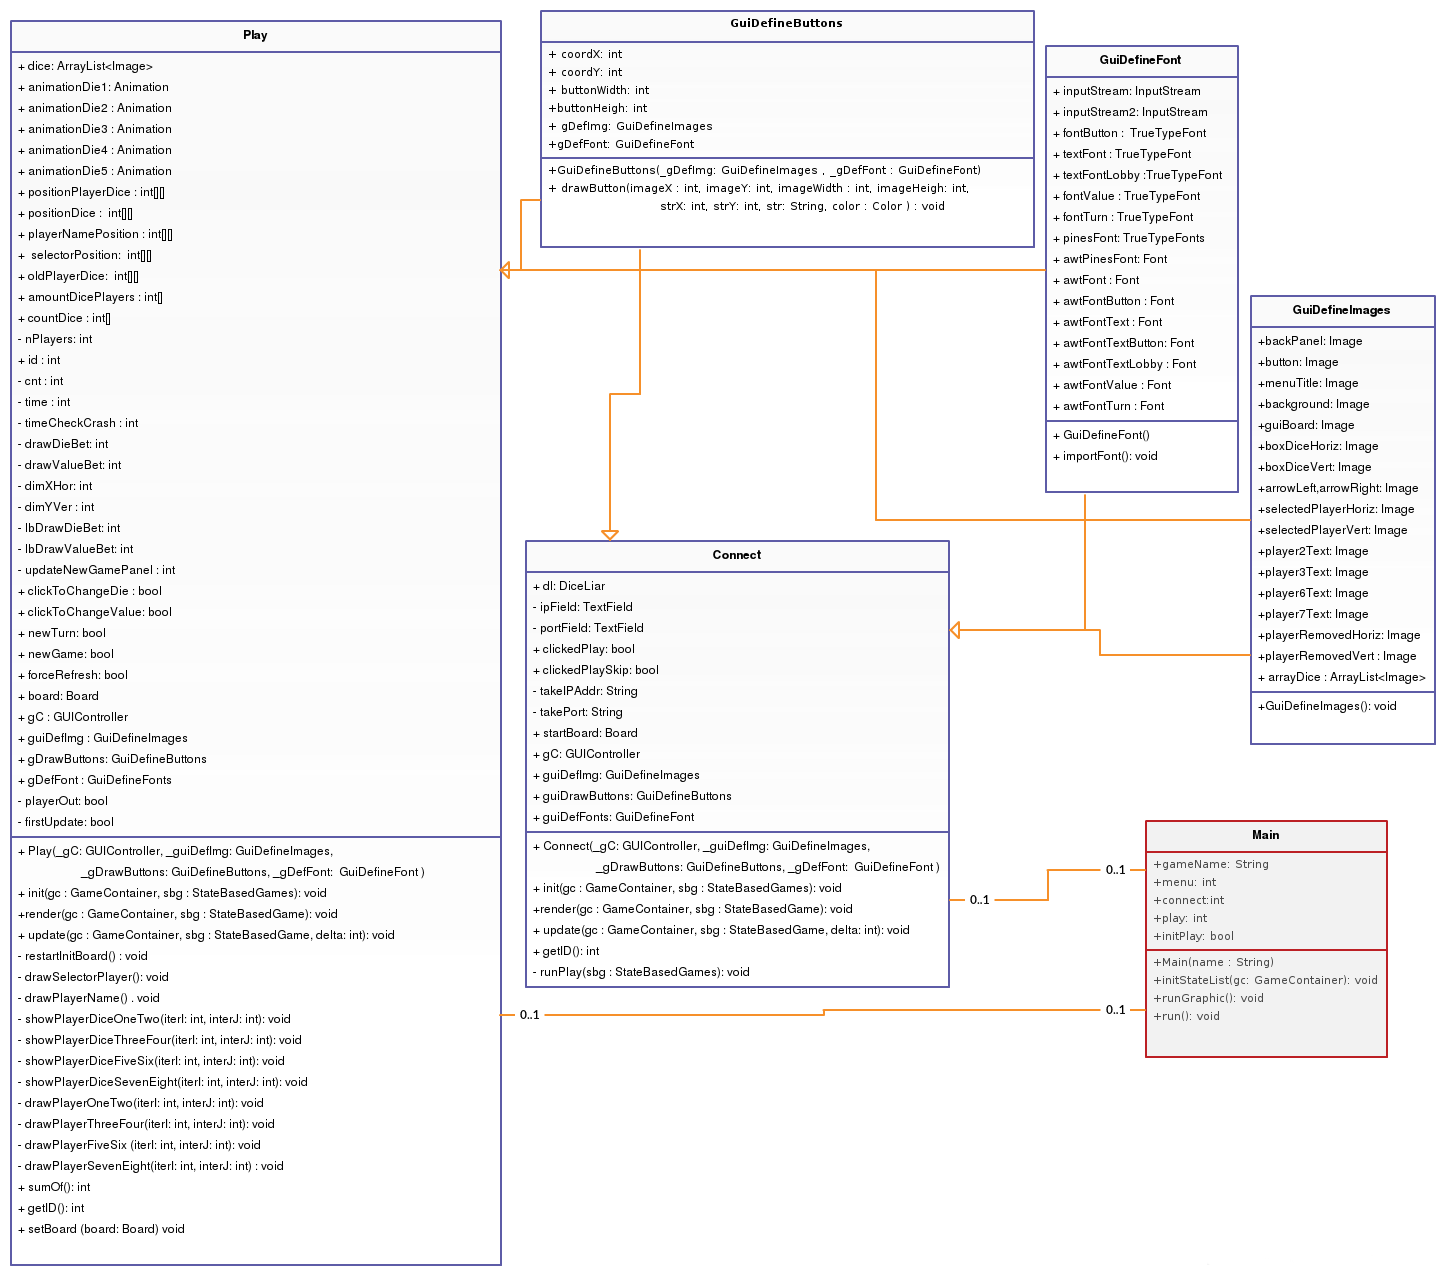 Play
+ dice: ArrayList<Image>
+ animationDie1: Animation
+ animationDie2 : Animation
+ animationDie3 : Animation
+ animationDie4 : Animation
+ animationDie5 : Animation
+ positionPlayerDice : int[][]
+ positionDice :  int[][]
+ playerNamePosition : int[][]
+  selectorPosition:  int[][]
+ oldPlayerDice:  int[][]
+ amountDicePlayers : int[]
+ countDice : int[]
- nPlayers: int
+ id : int
- cnt : int
- time : int
- timeCheckCrash : int
- drawDieBet: int
- drawValueBet: int
- dimXHor: int
- dimYVer : int
- lbDrawDieBet: int
- lbDrawValueBet: int
- updateNewGamePanel : int
+ clickToChangeDie : bool
+ clickToChangeValue: bool
+ newTurn: bool
+ newGame: bool
+ forceRefresh: bool
+ board: Board
+ gC : GUIController
+ guiDefImg : GuiDefineImages
+ gDrawButtons: GuiDefineButtons
+ gDefFont : GuiDefineFonts
- playerOut: bool
- firstUpdate: bool
+ Play(_gC: GUIController, _guiDefImg: GuiDefineImages,
_gDrawButtons: GuiDefineButtons, _gDefFont:  GuiDefineFont )
+ init(gc : GameContainer, sbg : StateBasedGames): void
+render(gc : GameContainer, sbg : StateBasedGame): void
+ update(gc : GameContainer, sbg : StateBasedGame, delta: int): void
- restartInitBoard() : void
- drawSelectorPlayer(): void
- drawPlayerName() . void
- showPlayerDiceOneTwo(iterI: int, interJ: int): void
- showPlayerDiceThreeFour(iterI: int, interJ: int): void
- showPlayerDiceFiveSix(iterI: int, interJ: int): void
- showPlayerDiceSevenEight(iterI: int, interJ: int): void
- drawPlayerOneTwo(iterI: int, interJ: int): void
- drawPlayerThreeFour(iterI: int, interJ: int): void
- drawPlayerFiveSix (iterI: int, interJ: int): void
- drawPlayerSevenEight(iterI: int, interJ: int) : void
+ sumOf(): int
+ getID(): int
+ setBoard (board: Board) void
GuiDefineButtons
+ coordX: int
+ coordY: int
+ buttonWidth: int
+buttonHeigh: int
+ gDefImg: GuiDefineImages
+gDefFont: GuiDefineFont
+GuiDefineButtons(_gDefImg: GuiDefineImages , _gDefFont : GuiDefineFont)
+ drawButton(imageX : int, imageY: int, imageWidth : int, imageHeigh: int,
strX: int, strY: int, str: String, color : Color ) : void
GuiDefineFont
+ inputStream: InputStream
+ inputStream2: InputStream
+ fontButton :  TrueTypeFont
+ textFont : TrueTypeFont
+ textFontLobby :TrueTypeFont
+ fontValue : TrueTypeFont
+ fontTurn : TrueTypeFont
+ pinesFont: TrueTypeFonts
+ awtPinesFont: Font
+ awtFont : Font
+ awtFontButton : Font
+ awtFontText : Font
+ awtFontTextButton: Font
+ awtFontTextLobby : Font
+ awtFontValue : Font
+ awtFontTurn : Font
+ GuiDefineFont()
+ importFont(): void
GuiDefineImages
+backPanel: Image
+button: Image
+menuTitle: Image
+background: Image
+guiBoard: Image
+boxDiceHoriz: Image
+boxDiceVert: Image
+arrowLeft,arrowRight: Image
+selectedPlayerHoriz: Image
+selectedPlayerVert: Image
+player2Text: Image
+player3Text: Image
+player6Text: Image
+player7Text: Image
+playerRemovedHoriz: Image
+playerRemovedVert : Image
+ arrayDice : ArrayList<Image>
+GuiDefineImages(): void
Connect
+ dl: DiceLiar
- ipField: TextField
- portField: TextField
+ clickedPlay: bool
+ clickedPlaySkip: bool
- takeIPAddr: String
- takePort: String
+ startBoard: Board
+ gC: GUIController
+ guiDefImg: GuiDefineImages
+ guiDrawButtons: GuiDefineButtons
+ guiDefFonts: GuiDefineFont
+ Connect(_gC: GUIController, _guiDefImg: GuiDefineImages,
_gDrawButtons: GuiDefineButtons, _gDefFont:  GuiDefineFont )
+ init(gc : GameContainer, sbg : StateBasedGames): void
+render(gc : GameContainer, sbg : StateBasedGame): void
+ update(gc : GameContainer, sbg : StateBasedGame, delta: int): void
+ getID(): int
- runPlay(sbg : StateBasedGames): void
Main
+gameName: String
+menu: int
+connect:int
+play: int
+initPlay: bool
+Main(name : String)
+initStateList(gc: GameContainer): void
+runGraphic(): void
+run(): void
0..1
0..1
0..1
0..1